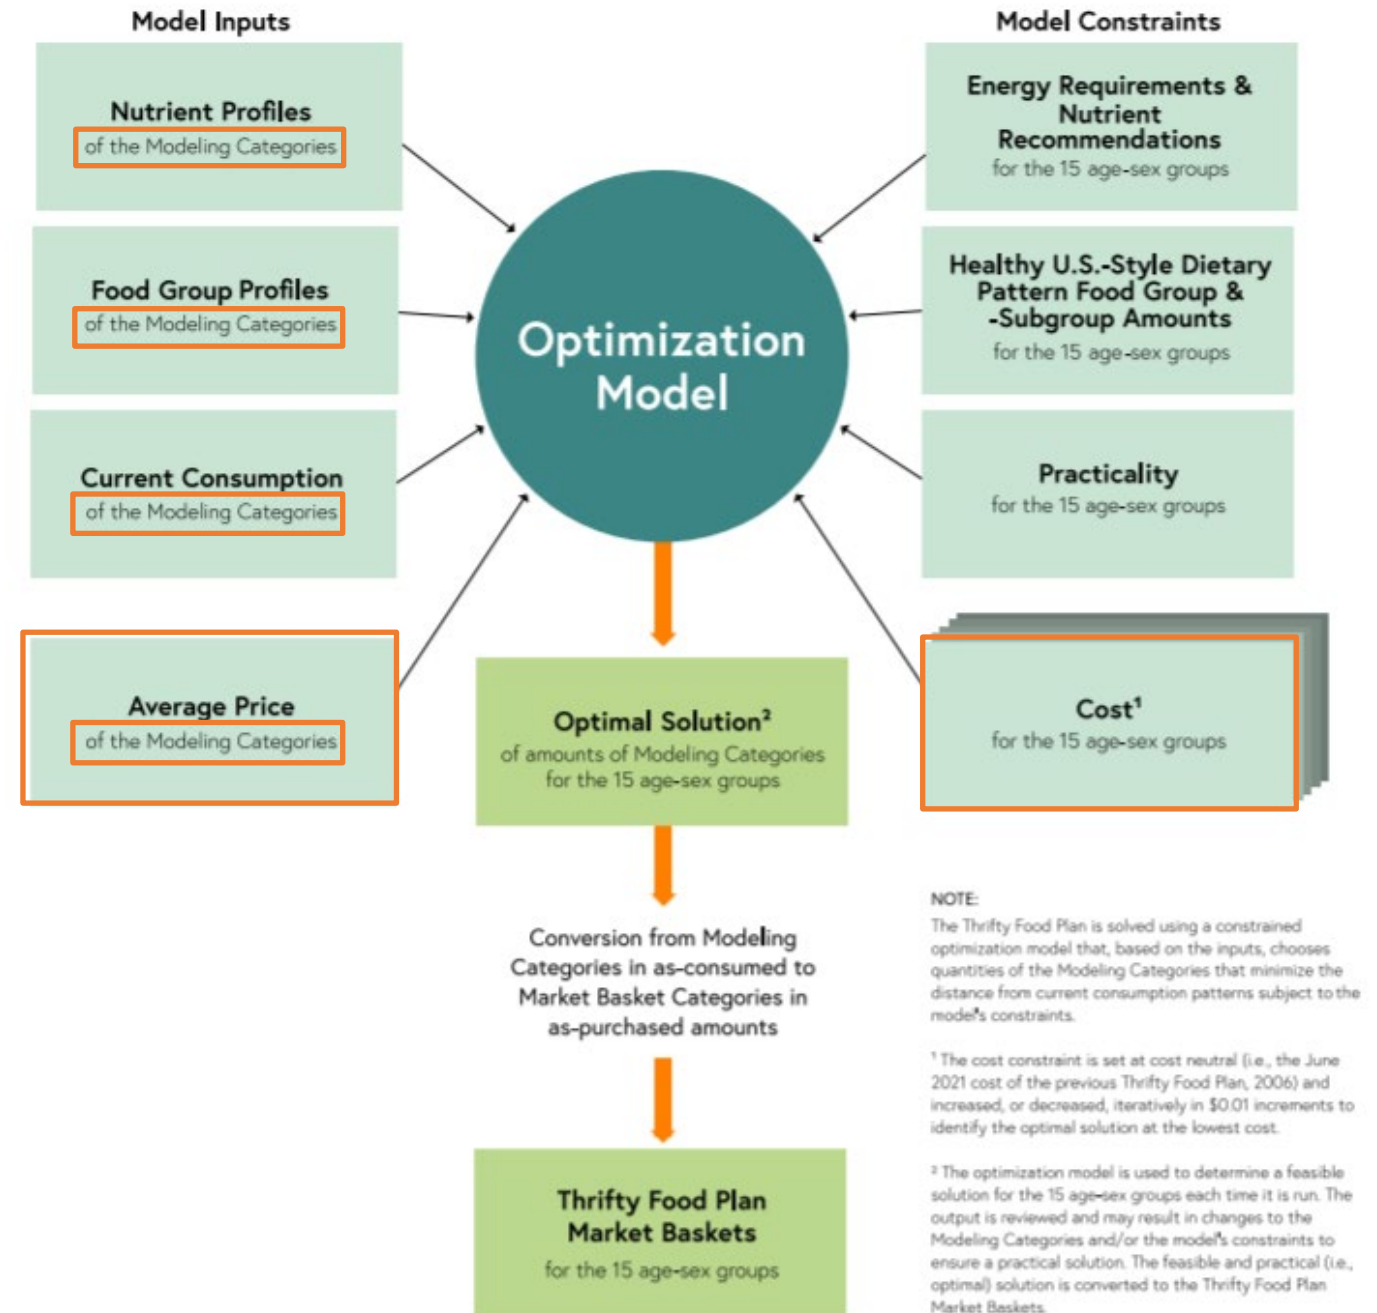 Model Inputs
Nutrient Profiles
of the Modeling Categories
Food Group Profiles
of the Modeling Categories
Current Consumption
of the Modeling Categories
Average Price
of the Modeling Categories
Optimization
Model
Model Constraints
Energy Requirements &
Nutrient
Recommendations
for the 15 age-sex groups
Healthy U.S.-Style Dietary
Pattern Food Group &
-Subgroup Amounts
for the 15 age-sex groups
Practicality
for the 15 age-sex groups
Cost¹
for the 15 age-sex groups
Optimal Solution²
of amounts of Modeling Categories
for the 15 age-sex groups
Conversion from Modeling
Categories in as-consumed to
Market Basket Categories in
as-purchased amounts
Thrifty Food Plan
Market Baskets
for the 15 age-sex groups
NOTE:
The Thrifty Food Plan is solved using a constrained
optimization model that, based on the inputs, chooses
quantities of the Modeling Categories that minimize the
distance from current consumption patterns subject to the
model's constraints.
¹ The cost constraint is set at cost neutral (i.e., the June
2021 cost of the previous Thrifty Food Plan, 2006) and
increased, or decreased, iteratively in $0.01 increments to
identify the optimal solution at the lowest cost.
² The optimization model is used to determine a feasible
solution for the 15 age-sex groups each time it is run. The
output is reviewed and may result in changes to the
Modeling Categories and/or the model's constraints to
ensure a practical solution. The feasible and practical (i.e.,
optimal) solution is converted to the Thrifty Food Plan
Market Baskets.